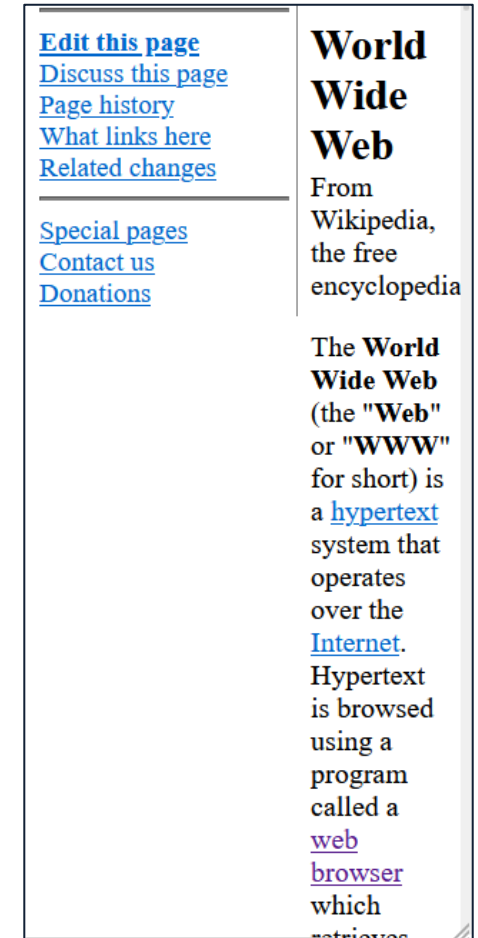 Edit this page
Discuss this page
Page history
What links here
Related changes
Special pages
Contact us
Donations
World
Wide
Web
From
Wikipedia,
the free
encyclopedia
The World
Wide Web
(the "Web"
or "WWW"
for short) is
a hypertext
system that
operates
over the
Internet.
Hypertext
is browsed
using a
program
called a
web
browser
which
retrieves